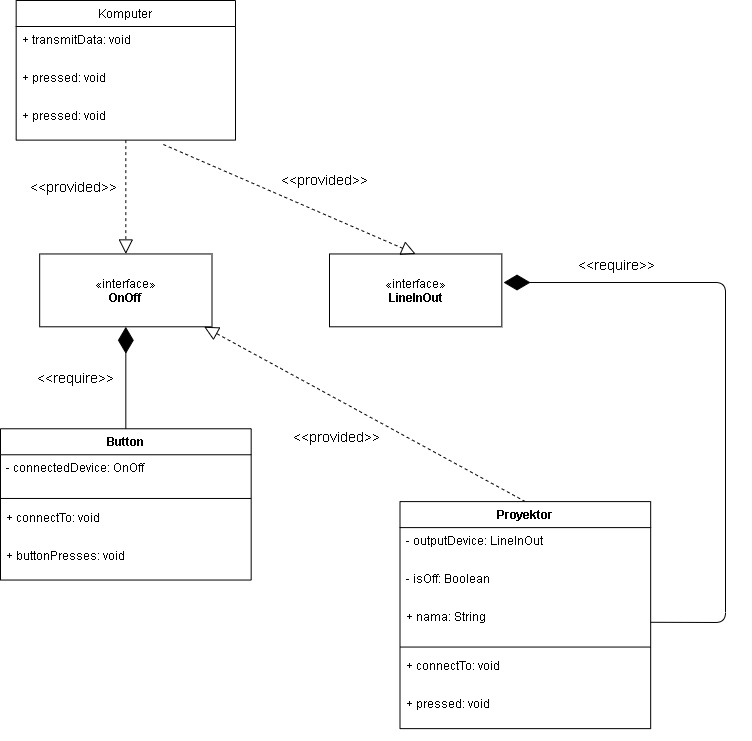 Komputer
+ transmitData: void
+ pressed: void
+ pressed: void
<<provided>>
<<provided>>
«interface»
OnOff
«interface»
LineInOut
<<require>>
<<require>>
<<provided>>
Button
- connectedDevice: OnOff
+ connectTo: void
+ buttonPresses: void
Proyektor
- outputDevice: LineInOut
- isOff: Boolean
+ nama: String
+ connectTo: void
+ pressed: void